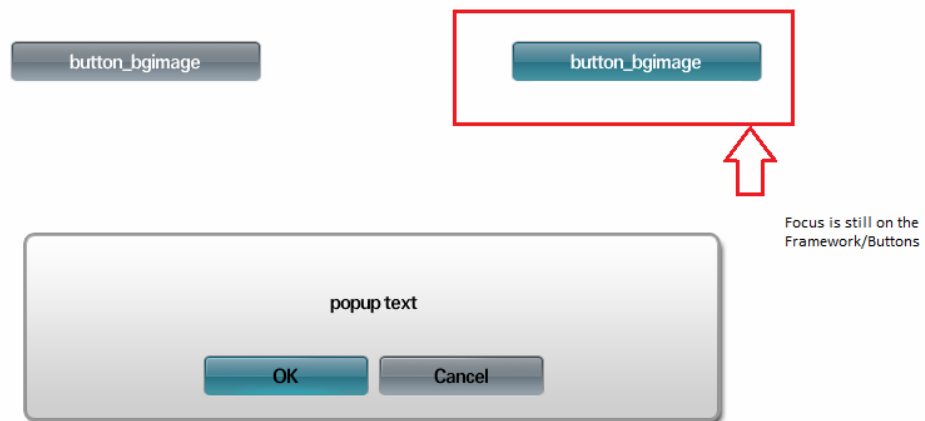 button_bgimage
button_bgimage
Focus is still on the
Framework/Buttons
popup text
OK
Cancel